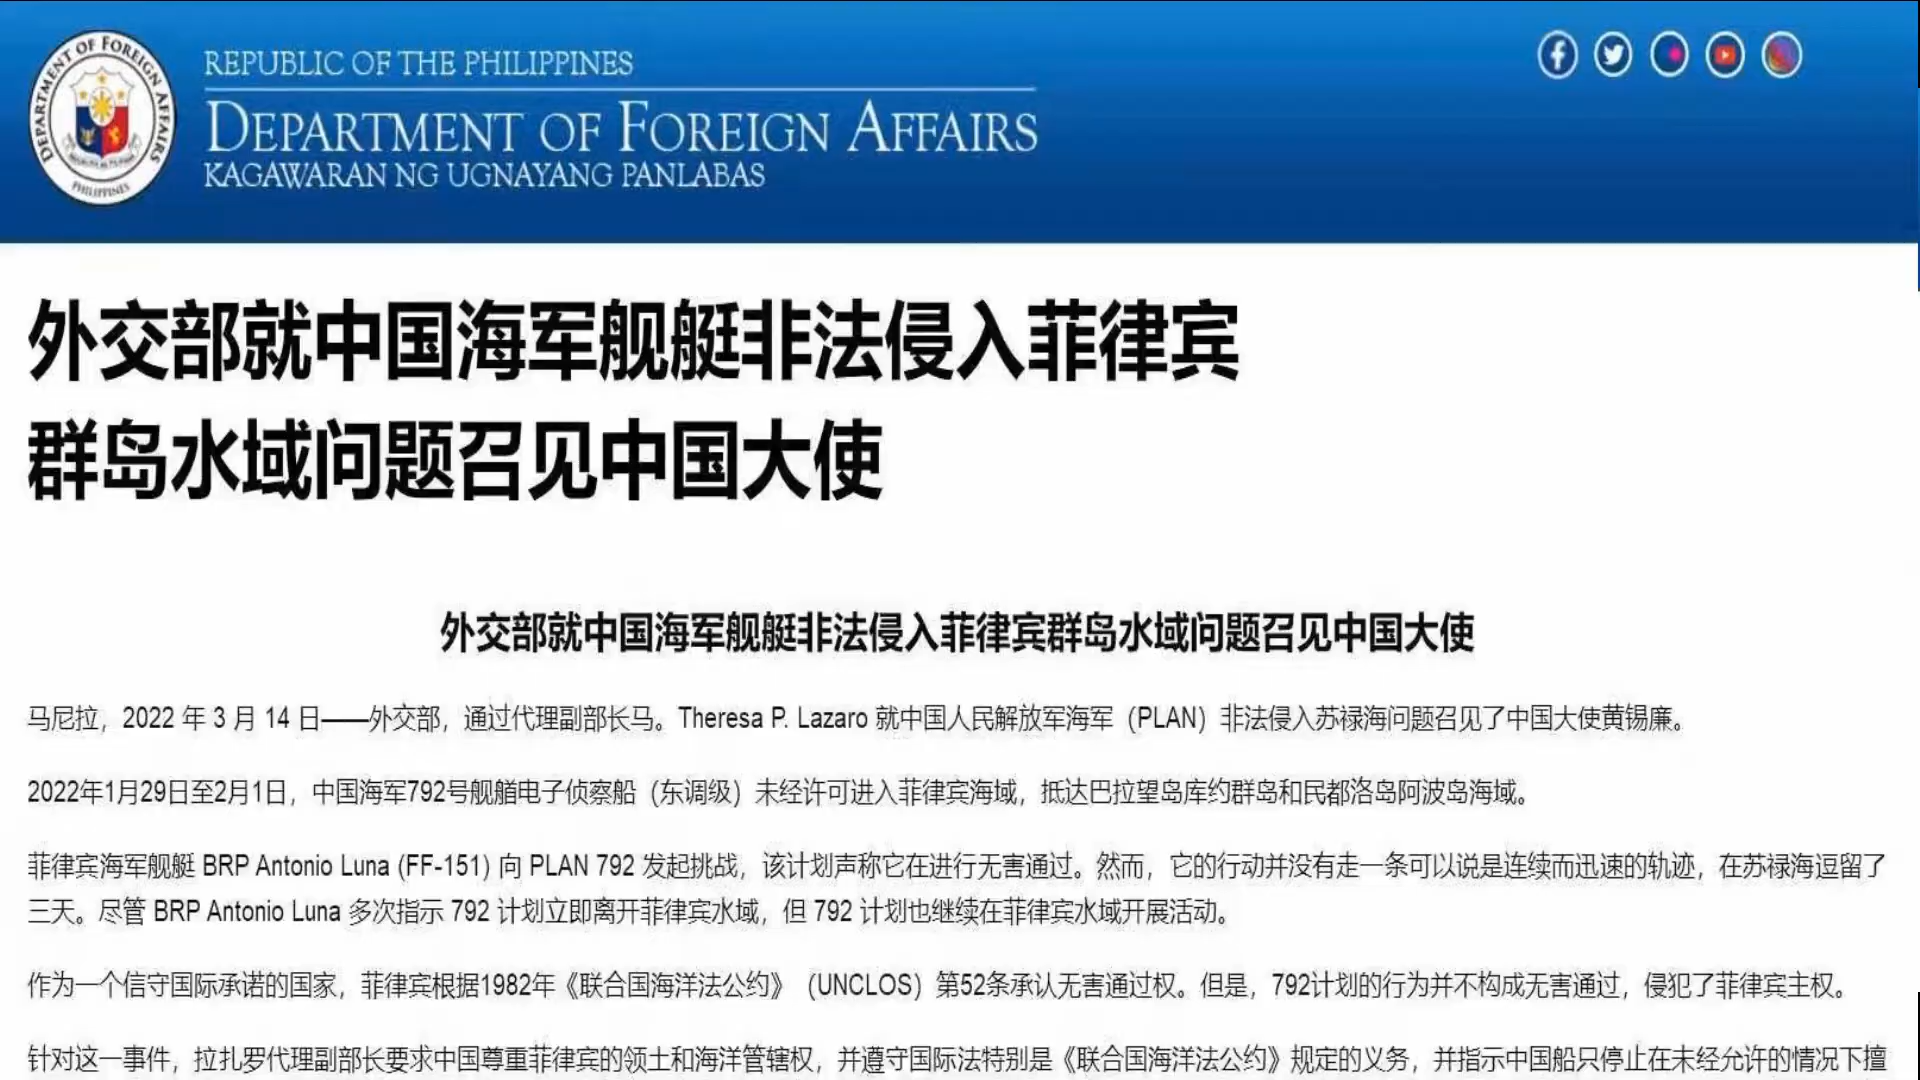 REPUBLIC OF THE PHILIPPINES
DEPARTMENT OF FOREIGN AFFAIRS
KAGAWARAN NG UGNAYANG PANLABAS
DEPARTMENT OF FOREIGN AFFAIRS
PHILIPPINES
外交部就中国海军舰艇非法侵入菲律宾
群岛水域问题召见中国大使
外交部就中国海军舰艇非法侵入菲律宾群岛水域问题召见中国大使
马尼拉，2022 年 3 月 14 日——外交部，通过代理副部长马。Theresa P. Lazaro 就中国人民解放军海军（PLAN）非法侵入苏禄海问题召见了中国大使黄锡廉。
2022年1月29日至2月1日，中国海军792号舰艏电子侦察船（东调级）未经许可进入菲律宾海域，抵达巴拉望岛库约群岛和民都洛岛阿波岛海域。
菲律宾海军舰艇 BRP Antonio Luna (FF-151) 向 PLAN 792 发起挑战，该计划声称它在进行无害通过。然而，它的行动并没有走一条可以说是连续而迅速的轨迹，在苏禄海逗留了
三天。尽管 BRP Antonio Luna 多次指示 792 计划立即离开菲律宾水域，但 792 计划也继续在菲律宾水域开展活动。
作为一个信守国际承诺的国家，菲律宾根据1982年《联合国海洋法公约》（UNCLOS）第52条承认无害通过权。但是，792计划的行为并不构成无害通过，侵犯了菲律宾主权。
针对这一事件，拉扎罗代理副部长要求中国尊重菲律宾的领土和海洋管辖权，并遵守国际法特别是《联合国海洋法公约》规定的义务，并指示中国船只停止在未经允许的情况下擅